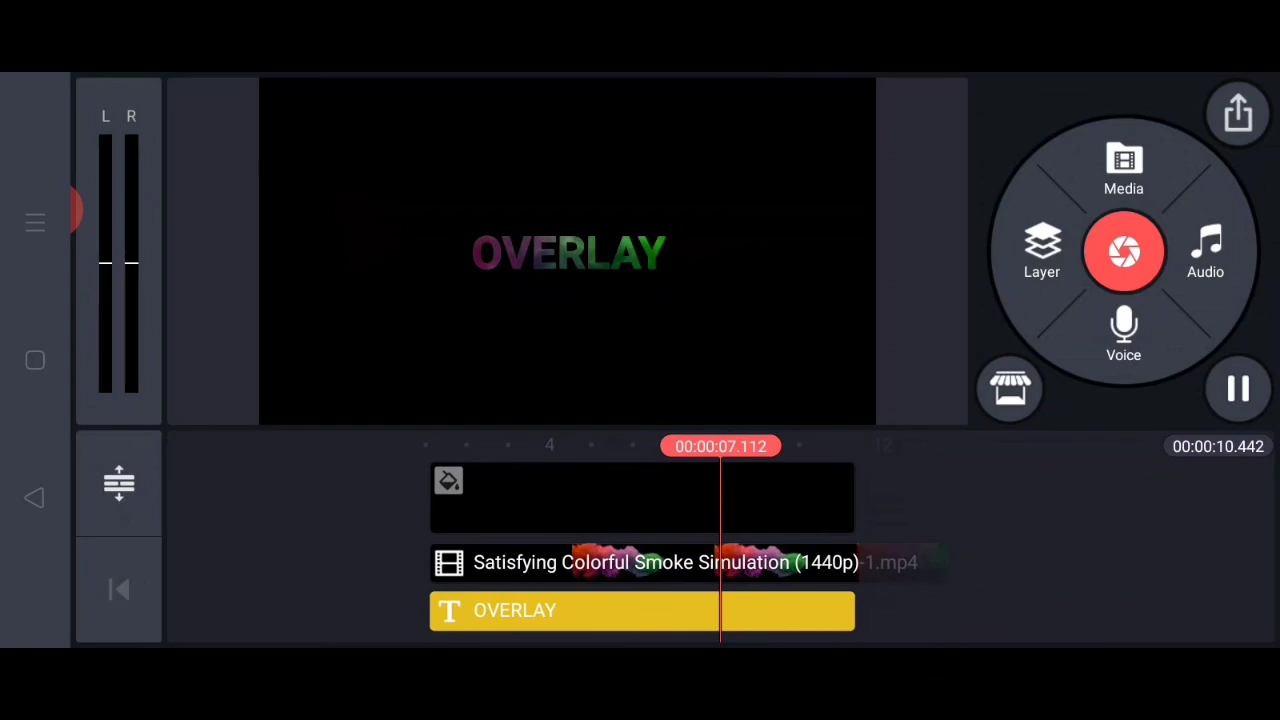 L R
OVERLAY
Media
Layer
Audio
Voice
4
00:00:07.112
12
00:00:10.442
Satisfying Colorful Smoke Simulation (1440p)-1.mp4
T OVERLAY